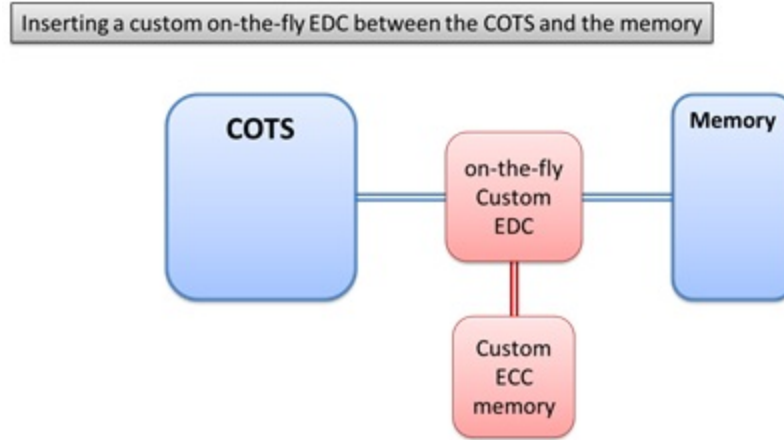 Inserting a custom on-the-fly EDC between the COTS and the memory
COTS
Memory
on-the-fly
Custom
EDC
Custom
ECC
memory